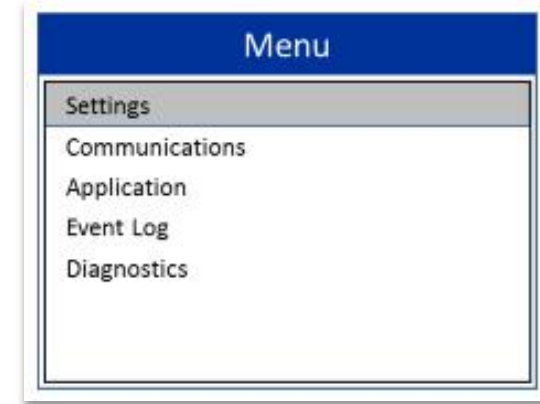 Menu
Settings
Communications
Application
Event Log
Diagnostics